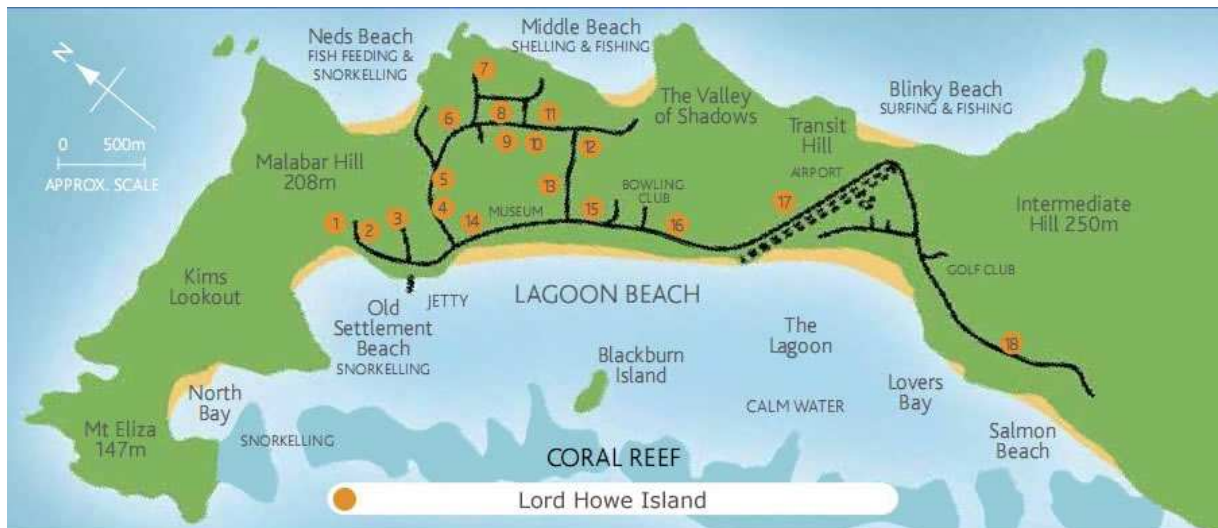 Neds Beach
FISH FEEDING &
SNORKELLING
Middle Beach
SHELLING & FISHING
Blinky Beach
SURFING & FISHING
N
0 500m
APPROX. SCALE
The Valley
of Shadows
Transit
Hill
AIRPORT
Malabar Hill
208m
Intermediate
Hill 250m
7
6
8
11
9
10
12
5
13
BOWLING
CLUB
17
1
2
3
4
14
MUSEUM
15
16
Kims
Lookout
GOLF CLUB
JETTY
LAGOON BEACH
Old
Settlement
Beach
SNORKELLING
The
Lagoon
18
Blackburn
Island
North
Bay
Lovers
Bay
CALM WATER
Mt Eliza
147m
SNORKELLING
Salmon
Beach
CORAL REEF
Lord Howe Island